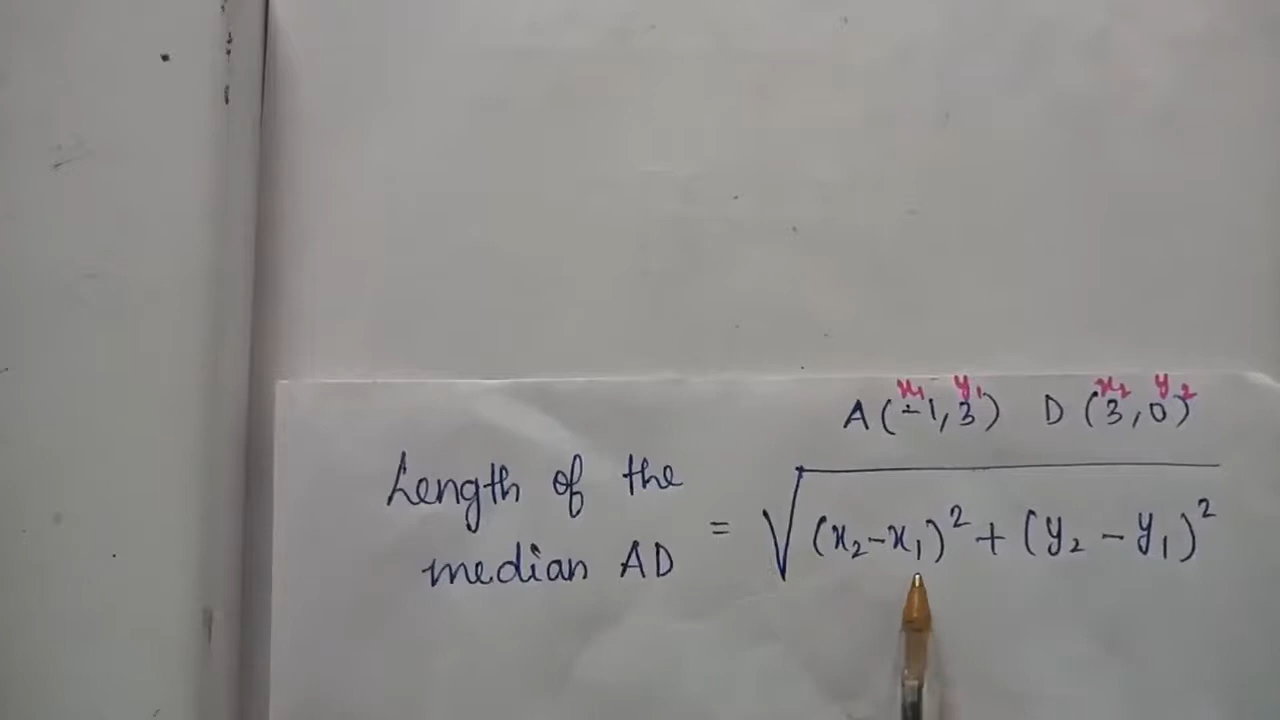 x₁ y₁ x₂ y₂
A(-1,3) D(3,0)
Length of the
median AD = √(x₂-x₁)² + (y₂-y₁)²